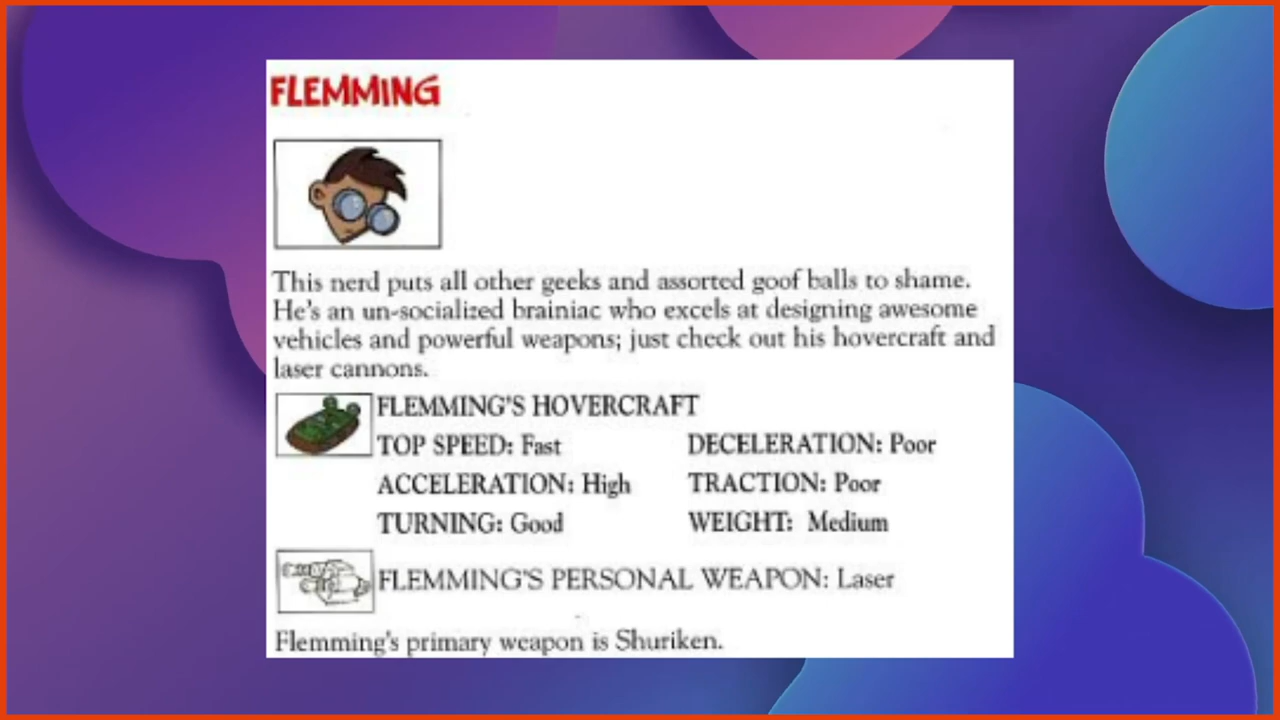 FLEMMING
This nerd puts all other geeks and assorted goof balls to shame.
He's an un-socialized brainiac who excels at designing awesome
vehicles and powerful weapons; just check out his hovercraft and
laser cannons.
FLEMMING'S HOVERCRAFT
TOP SPEED: Fast DECELERATION: Poor
ACCELERATION: High TRACTION: Poor
TURNING: Good WEIGHT: Medium
FLEMMING'S PERSONAL WEAPON: Laser
Flemming's primary weapon is Shuriken.